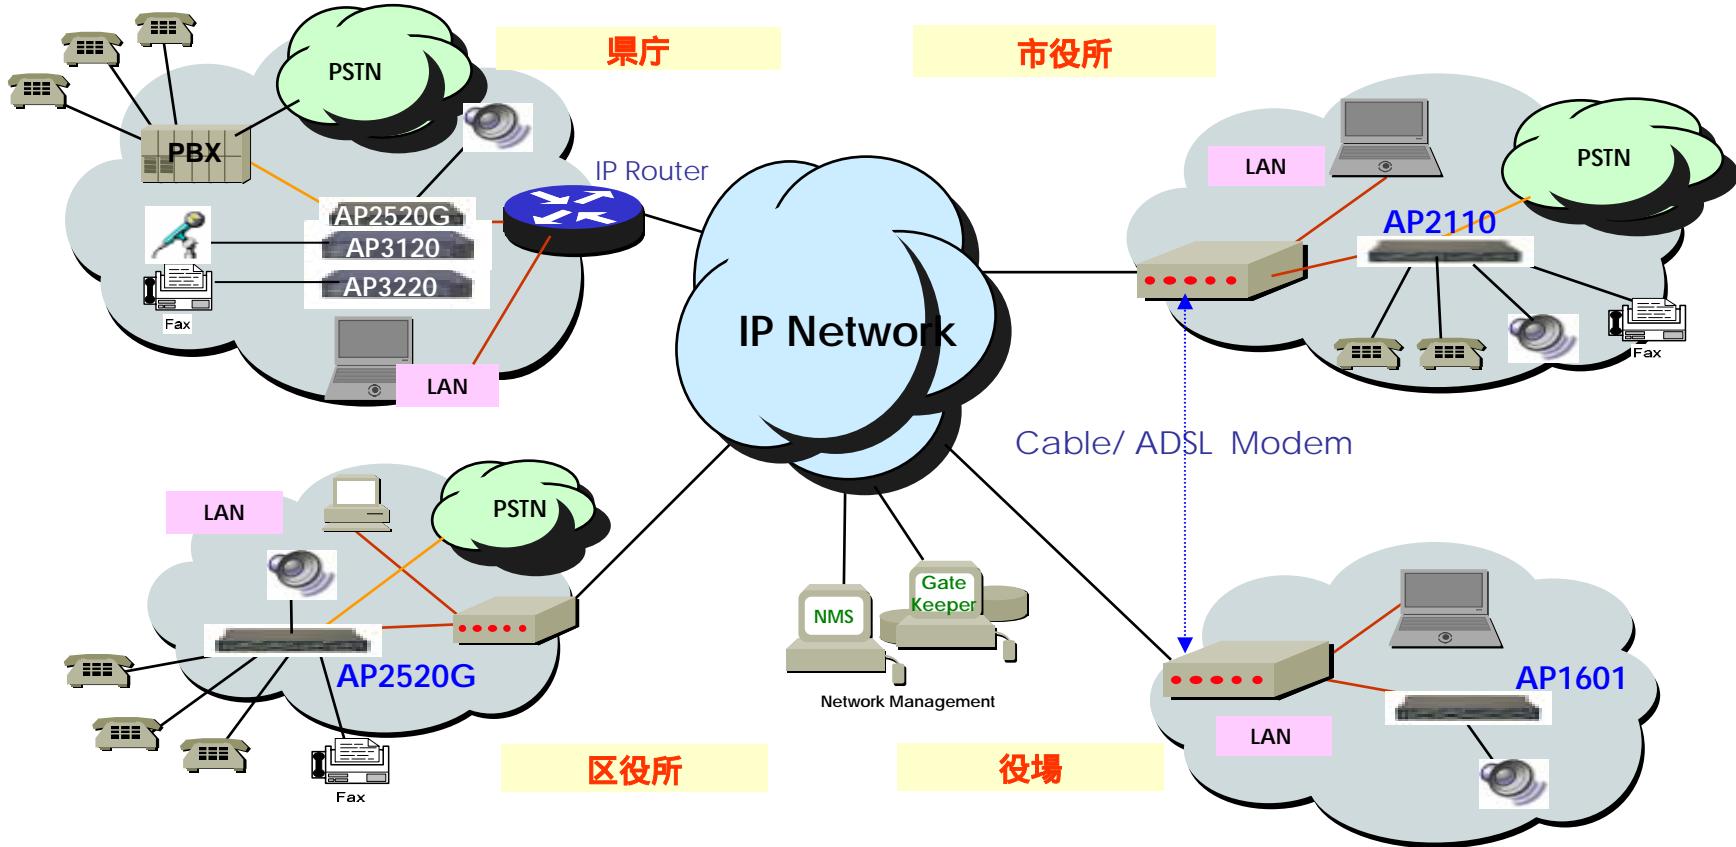 県庁
市役所
PSTN
PBX
IP Router
AP2520G
AP3120
AP3220
Fax
LAN
LAN
PSTN
AP2110
Fax
IP Network
Cable/ ADSL Modem
LAN
PSTN
AP2520G
Fax
Gate
Keeper
NMS
Network Management
AP1601
LAN
区役所
役場